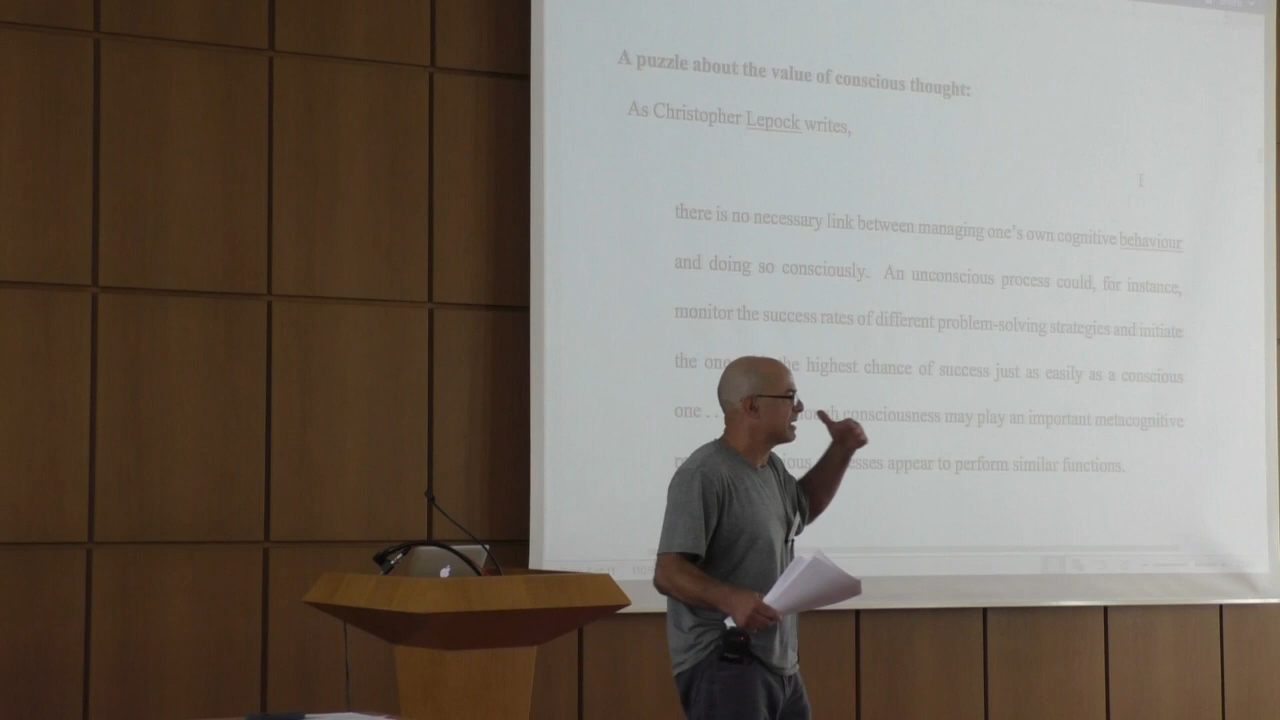 A puzzle about the value of conscious thought:
As Christopher Lepock writes,
there is no necessary link between managing one's own cognitive behaviour
and doing so consciously. An unconscious process could, for instance,
monitor the success rates of different problem-solving strategies and initiate
the one the highest chance of success just as easily as a conscious
one . . consciousness may play an important metacognitive
appear to perform similar functions.